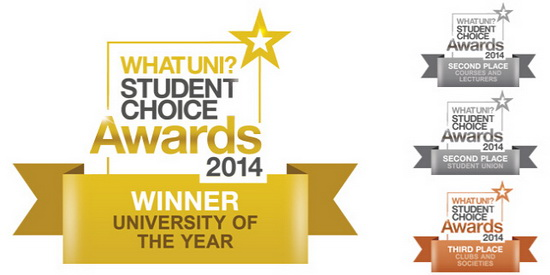 WHATUNI?
STUDENT
CHOICE
Awards
2014
WINNER
UNIVERSITY OF
THE YEAR
WHATUNI?
STUDENT
CHOICE
Awards
2014
SECOND PLACE
COURSES AND
LECTURERS
WHATUNI?
STUDENT
CHOICE
Awards
2014
SECOND PLACE
STUDENT UNION
WHATUNI?
STUDENT
CHOICE
Awards
2014
THIRD PLACE
CLUBS AND
SOCIETIES